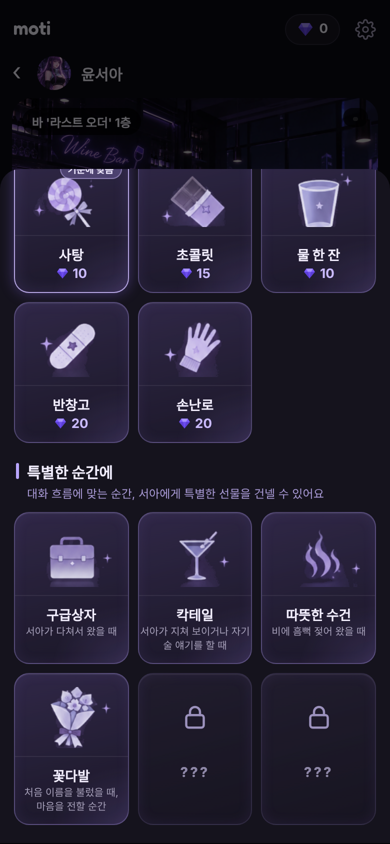 moti
0
윤서아
바 '라스트 오더' 1층
Wine Bar
기분에 맞음
사탕
10
초콜릿
15
물 한 잔
10
반창고
20
손난로
20
특별한 순간에
대화 흐름에 맞는 순간, 서아에게 특별한 선물을 건넬 수 있어요
구급상자
서아가 다쳐서 왔을 때
칵테일
서아가 지쳐 보이거나 자기
술 얘기를 할 때
따뜻한 수건
비에 흠뻑 젖어 왔을 때
꽃다발
처음 이름을 불렀을 때,
마음을 전할 순간
???
???